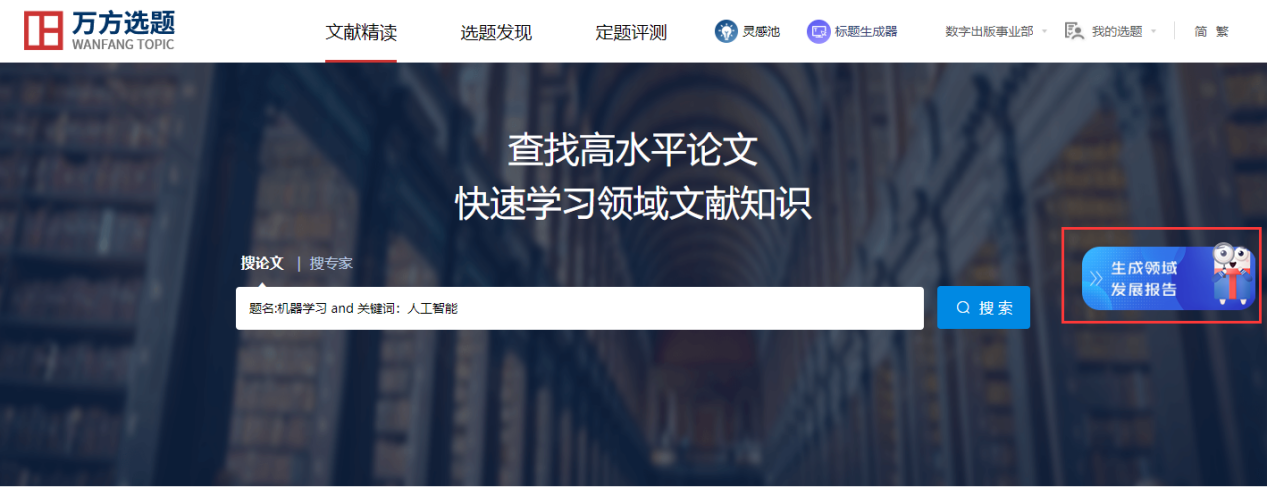 万方选题
WANFANG TOPIC
文献精读
选题发现
定题评测
灵感池
标题生成器
数字出版事业部
我的选题
简 繁
查找高水平论文
快速学习领域文献知识
搜论文 | 搜专家
题名:机器学习 and 关键词：人工智能
搜 索
生成领域
发展报告